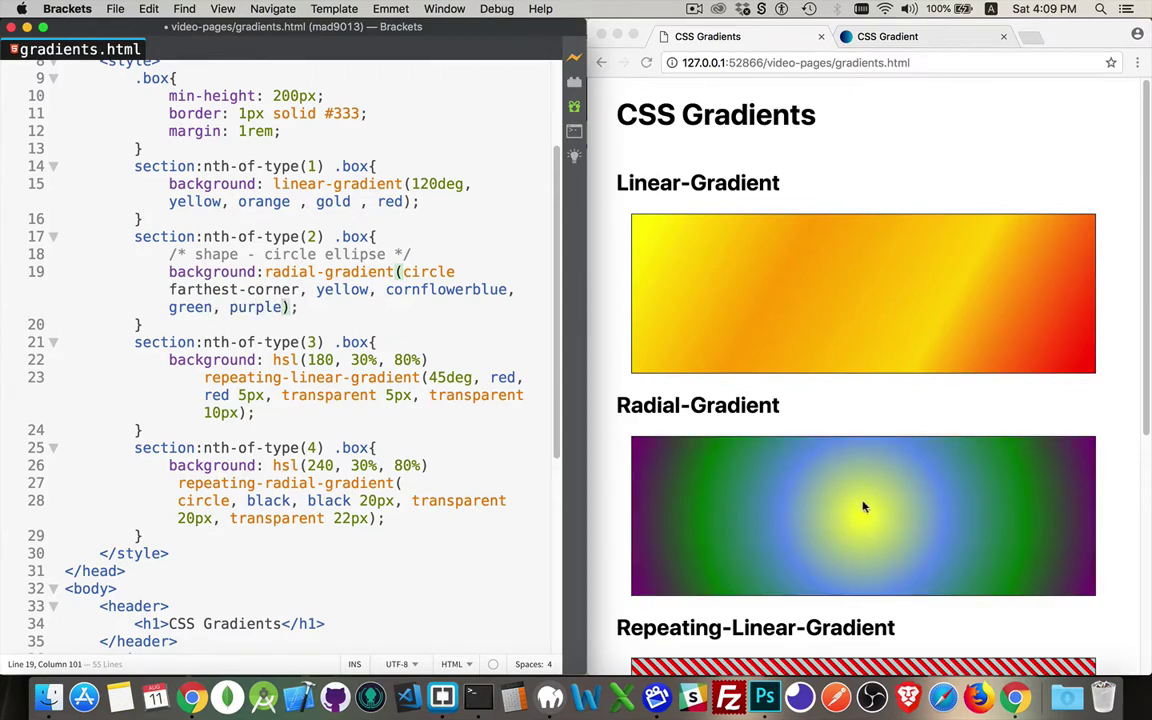 Brackets File Edit Find View Navigate Template Emmet Window Debug Help 100% A Sat 4:09 PM
• video-pages/gradients.html (mad9013) — Brackets
gradients.html
8 <style>
9 .box{
10 min-height: 200px;
11 border: 1px solid #333;
12 margin: 1rem;
13 }
14 section:nth-of-type(1) .box{
15 background: linear-gradient(120deg,
yellow, orange , gold , red);
16 }
17 section:nth-of-type(2) .box{
18 /* shape - circle ellipse */
19 background:radial-gradient(circle
farthest-corner, yellow, cornflowerblue,
green, purple);
20 }
21 section:nth-of-type(3) .box{
22 background: hsl(180, 30%, 80%)
23 repeating-linear-gradient(45deg, red,
red 5px, transparent 5px, transparent
10px);
24 }
25 section:nth-of-type(4) .box{
26 background: hsl(240, 30%, 80%)
27 repeating-radial-gradient(
28 circle, black, black 20px, transparent
20px, transparent 22px);
29 }
30 </style>
31 </head>
32 <body>
33 <header>
34 <h1>CSS Gradients</h1>
35 </header>
Line 19, Column 101 — 55 Lines
INS UTF-8 HTML Spaces: 4
CSS Gradients
CSS Gradient
127.0.0.1:52866/video-pages/gradients.html
CSS Gradients
Linear-Gradient
Radial-Gradient
Repeating-Linear-Gradient
AUG
11